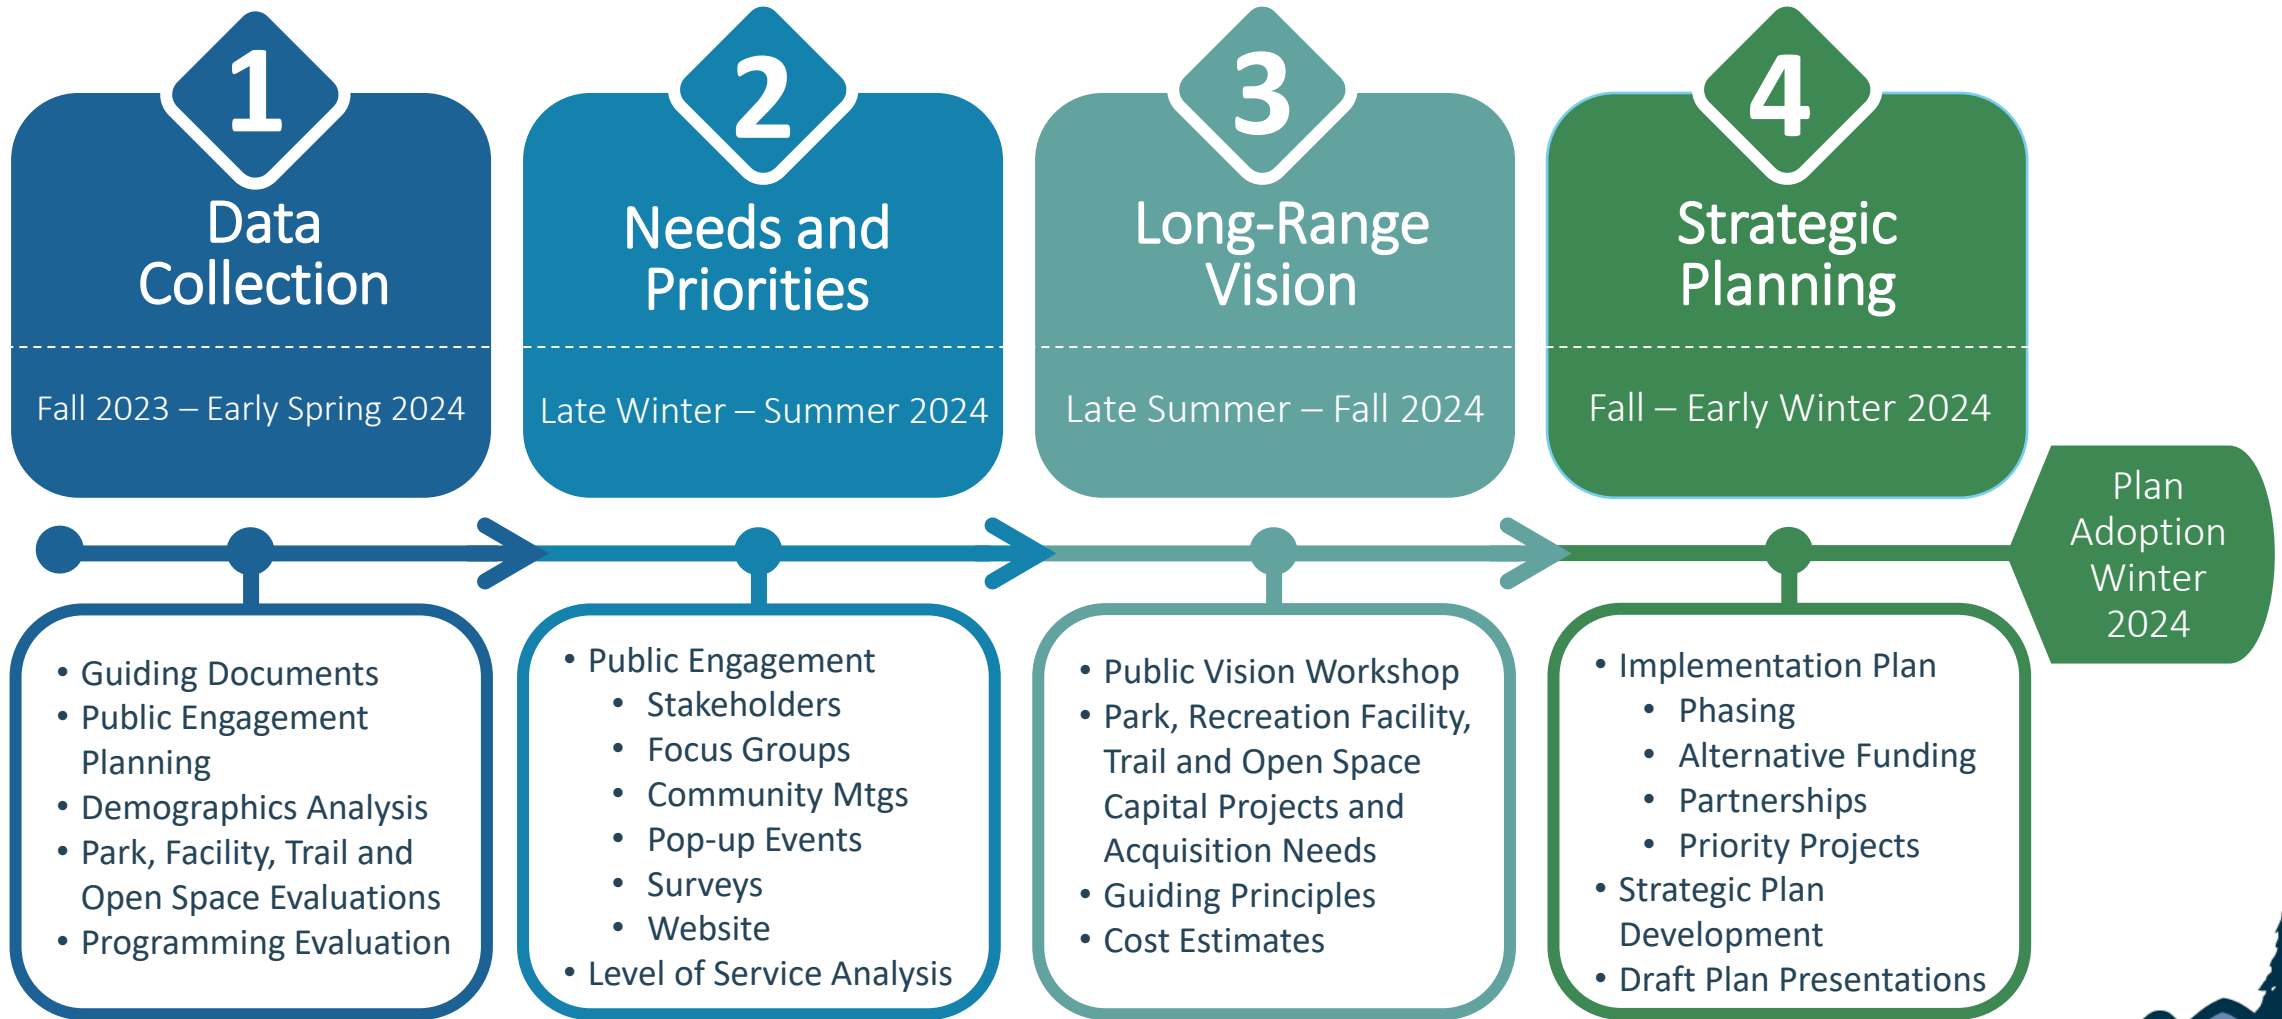 1
Data
Collection
Fall 2023 – Early Spring 2024
• Guiding Documents
• Public Engagement
Planning
• Demographics Analysis
• Park, Facility, Trail and
Open Space Evaluations
• Programming Evaluation
2
Needs and
Priorities
Late Winter – Summer 2024
• Public Engagement
• Stakeholders
• Focus Groups
• Community Mtgs
• Pop-up Events
• Surveys
• Website
• Level of Service Analysis
3
Long-Range
Vision
Late Summer – Fall 2024
• Public Vision Workshop
• Park, Recreation Facility,
Trail and Open Space
Capital Projects and
Acquisition Needs
• Guiding Principles
• Cost Estimates
4
Strategic
Planning
Fall – Early Winter 2024
• Implementation Plan
• Phasing
• Alternative Funding
• Partnerships
• Priority Projects
• Strategic Plan
Development
• Draft Plan Presentations
Plan
Adoption
Winter
2024